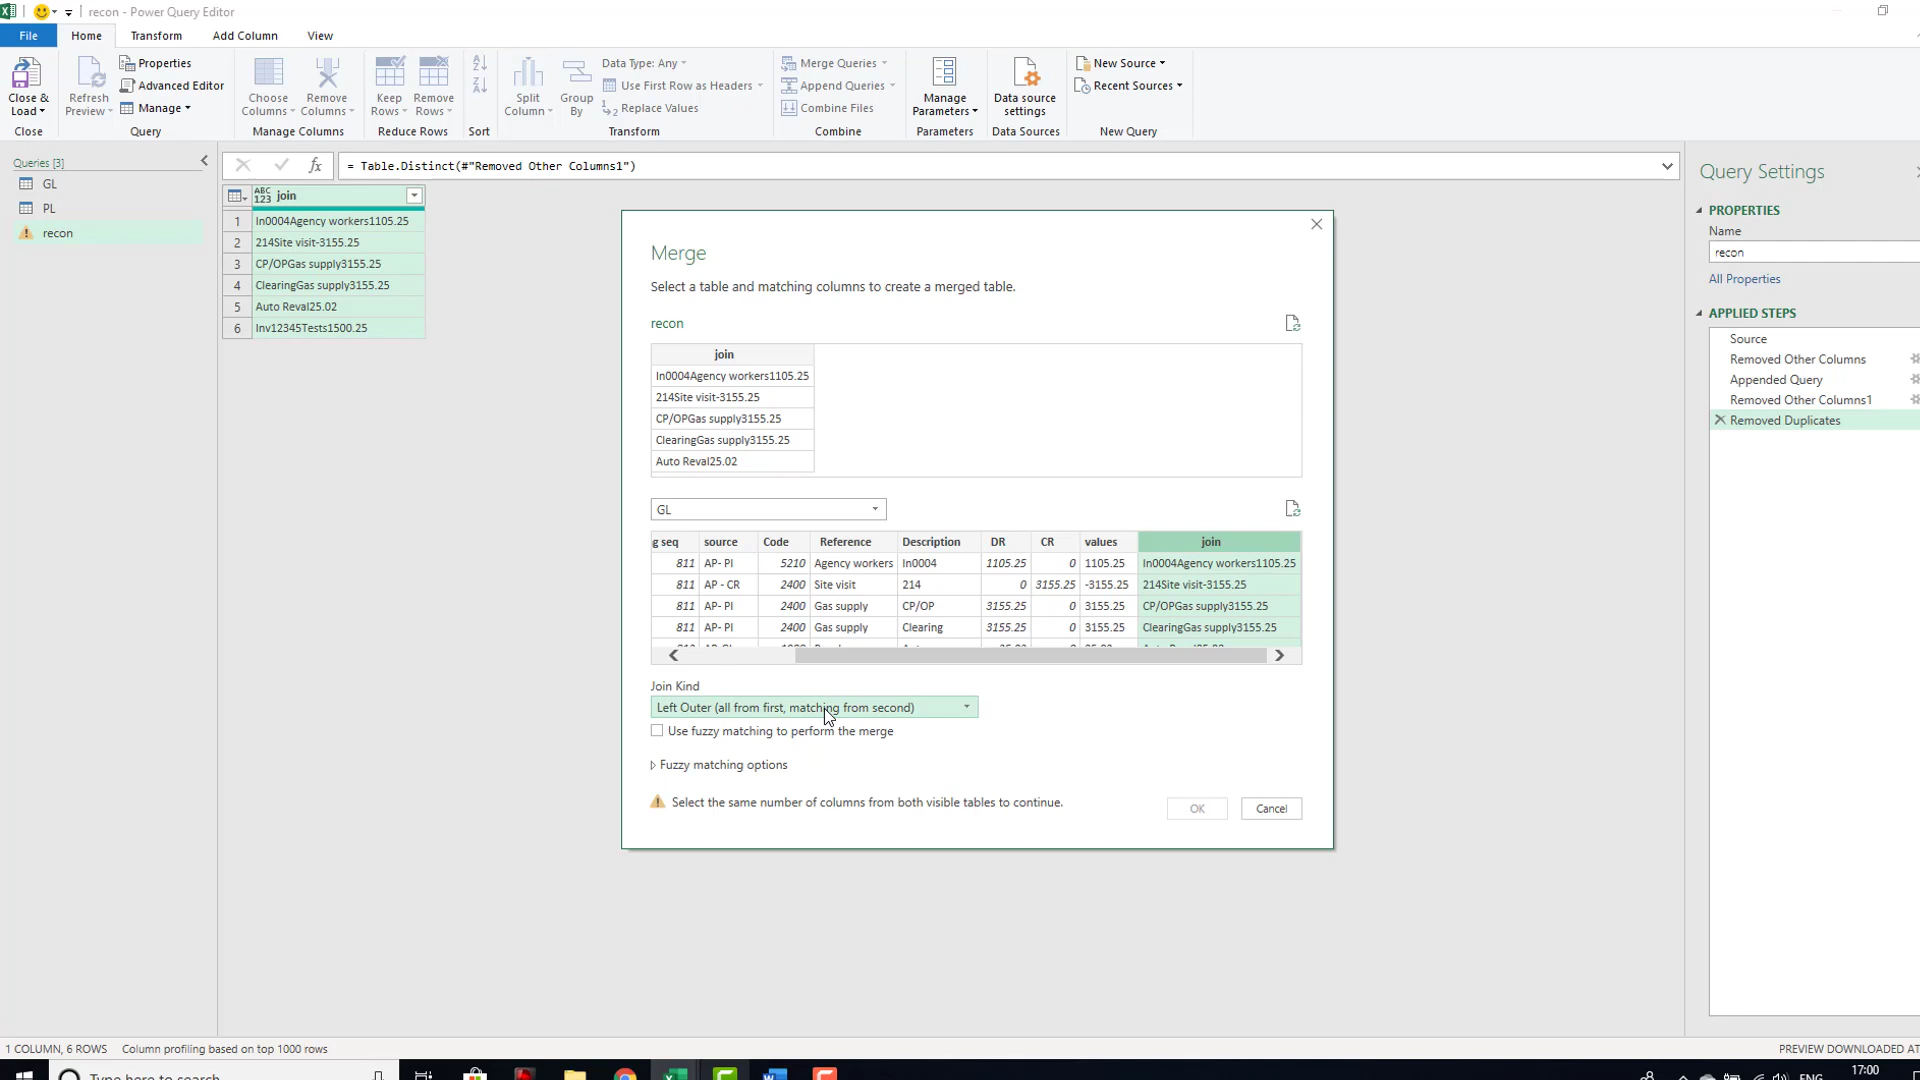 recon - Power Query Editor
File Home Transform Add Column View
Close & Load
Close
Refresh Preview
Properties
Advanced Editor
Manage
Query
Choose Columns
Remove Columns
Manage Columns
Keep Rows
Remove Rows
Reduce Rows
Sort
Split Column
Group By
Data Type: Any
Use First Row as Headers
Replace Values
Transform
Merge Queries
Append Queries
Combine Files
Combine
Manage Parameters
Parameters
Data source settings
Data Sources
New Source
Recent Sources
New Query
Queries [3]
GL
PL
recon
fx = Table.Distinct(#"Removed Other Columns1")
ABC 123 join
1 In0004Agency workers1105.25
2 214Site visit-3155.25
3 CP/OPGas supply3155.25
4 ClearingGas supply3155.25
5 Auto Reval25.02
6 Inv12345Tests1500.25
Merge
Select a table and matching columns to create a merged table.
recon
join
In0004Agency workers1105.25
214Site visit-3155.25
CP/OPGas supply3155.25
ClearingGas supply3155.25
Auto Reval25.02
GL
g seq source Code Reference Description DR CR values join
811 AP- PI 5210 Agency workers In0004 1105.25 0 1105.25 In0004Agency workers1105.25
811 AP - CR 2400 Site visit 214 0 3155.25 -3155.25 214Site visit-3155.25
811 AP- PI 2400 Gas supply CP/OP 3155.25 0 3155.25 CP/OPGas supply3155.25
811 AP- PI 2400 Gas supply Clearing 3155.25 0 3155.25 ClearingGas supply3155.25
Join Kind
Left Outer (all from first, matching from second)
Use fuzzy matching to perform the merge
Fuzzy matching options
Select the same number of columns from both visible tables to continue.
OK Cancel
Query Settings
PROPERTIES
Name
recon
All Properties
APPLIED STEPS
Source
Removed Other Columns
Appended Query
Removed Other Columns1
Removed Duplicates
1 COLUMN, 6 ROWS Column profiling based on top 1000 rows
PREVIEW DOWNLOADED AT
Type here to search
ENG
17:00